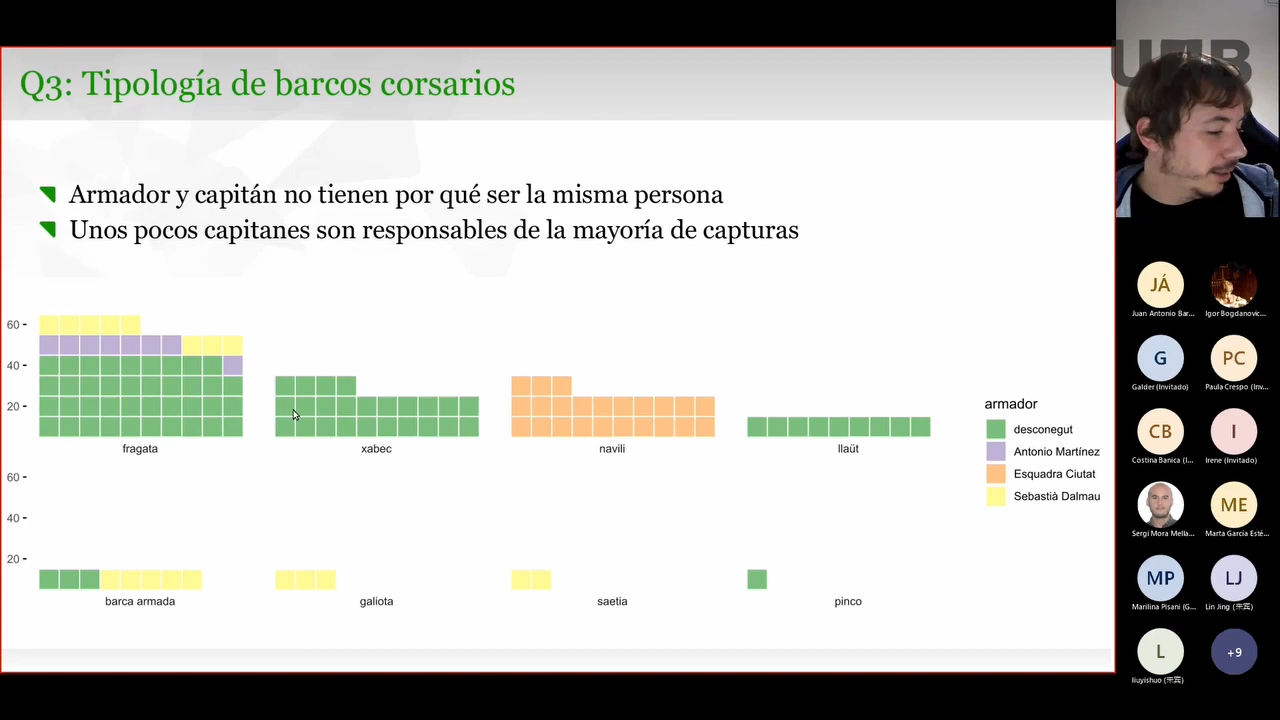 Q3: Tipología de barcos corsarios
Armador y capitán no tienen por qué ser la misma persona
Unos pocos capitanes son responsables de la mayoría de capturas
60
40
20
fragata
xabec
navili
llaüt
60
40
20
barca armada
galiota
saetia
pinco
armador
desconegut
Antonio Martínez
Esquadra Ciutat
Sebastià Dalmau
UAB
JÁ
Juan Antonio Bar...
Igor Bogdanovic...
G
Galder (Invitado)
PC
Paula Crespo (Inv...
CB
Costina Banica (I...
I
Irene (Invitado)
Sergi Mora Mella...
ME
Marta García Esté...
MP
Marilina Pisani (G...
LJ
Lin Jing
L
liuyishuo
+9